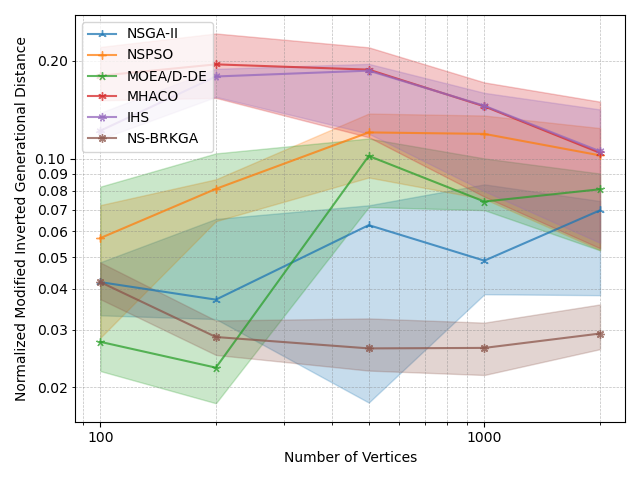 Normalized Modified Inverted Generational Distance
0.20
0.10
0.09
0.08
0.07
0.06
0.05
0.04
0.03
0.02
NSGA-II
NSPSO
MOEA/D-DE
MHACO
IHS
NS-BRKGA
100
1000
Number of Vertices